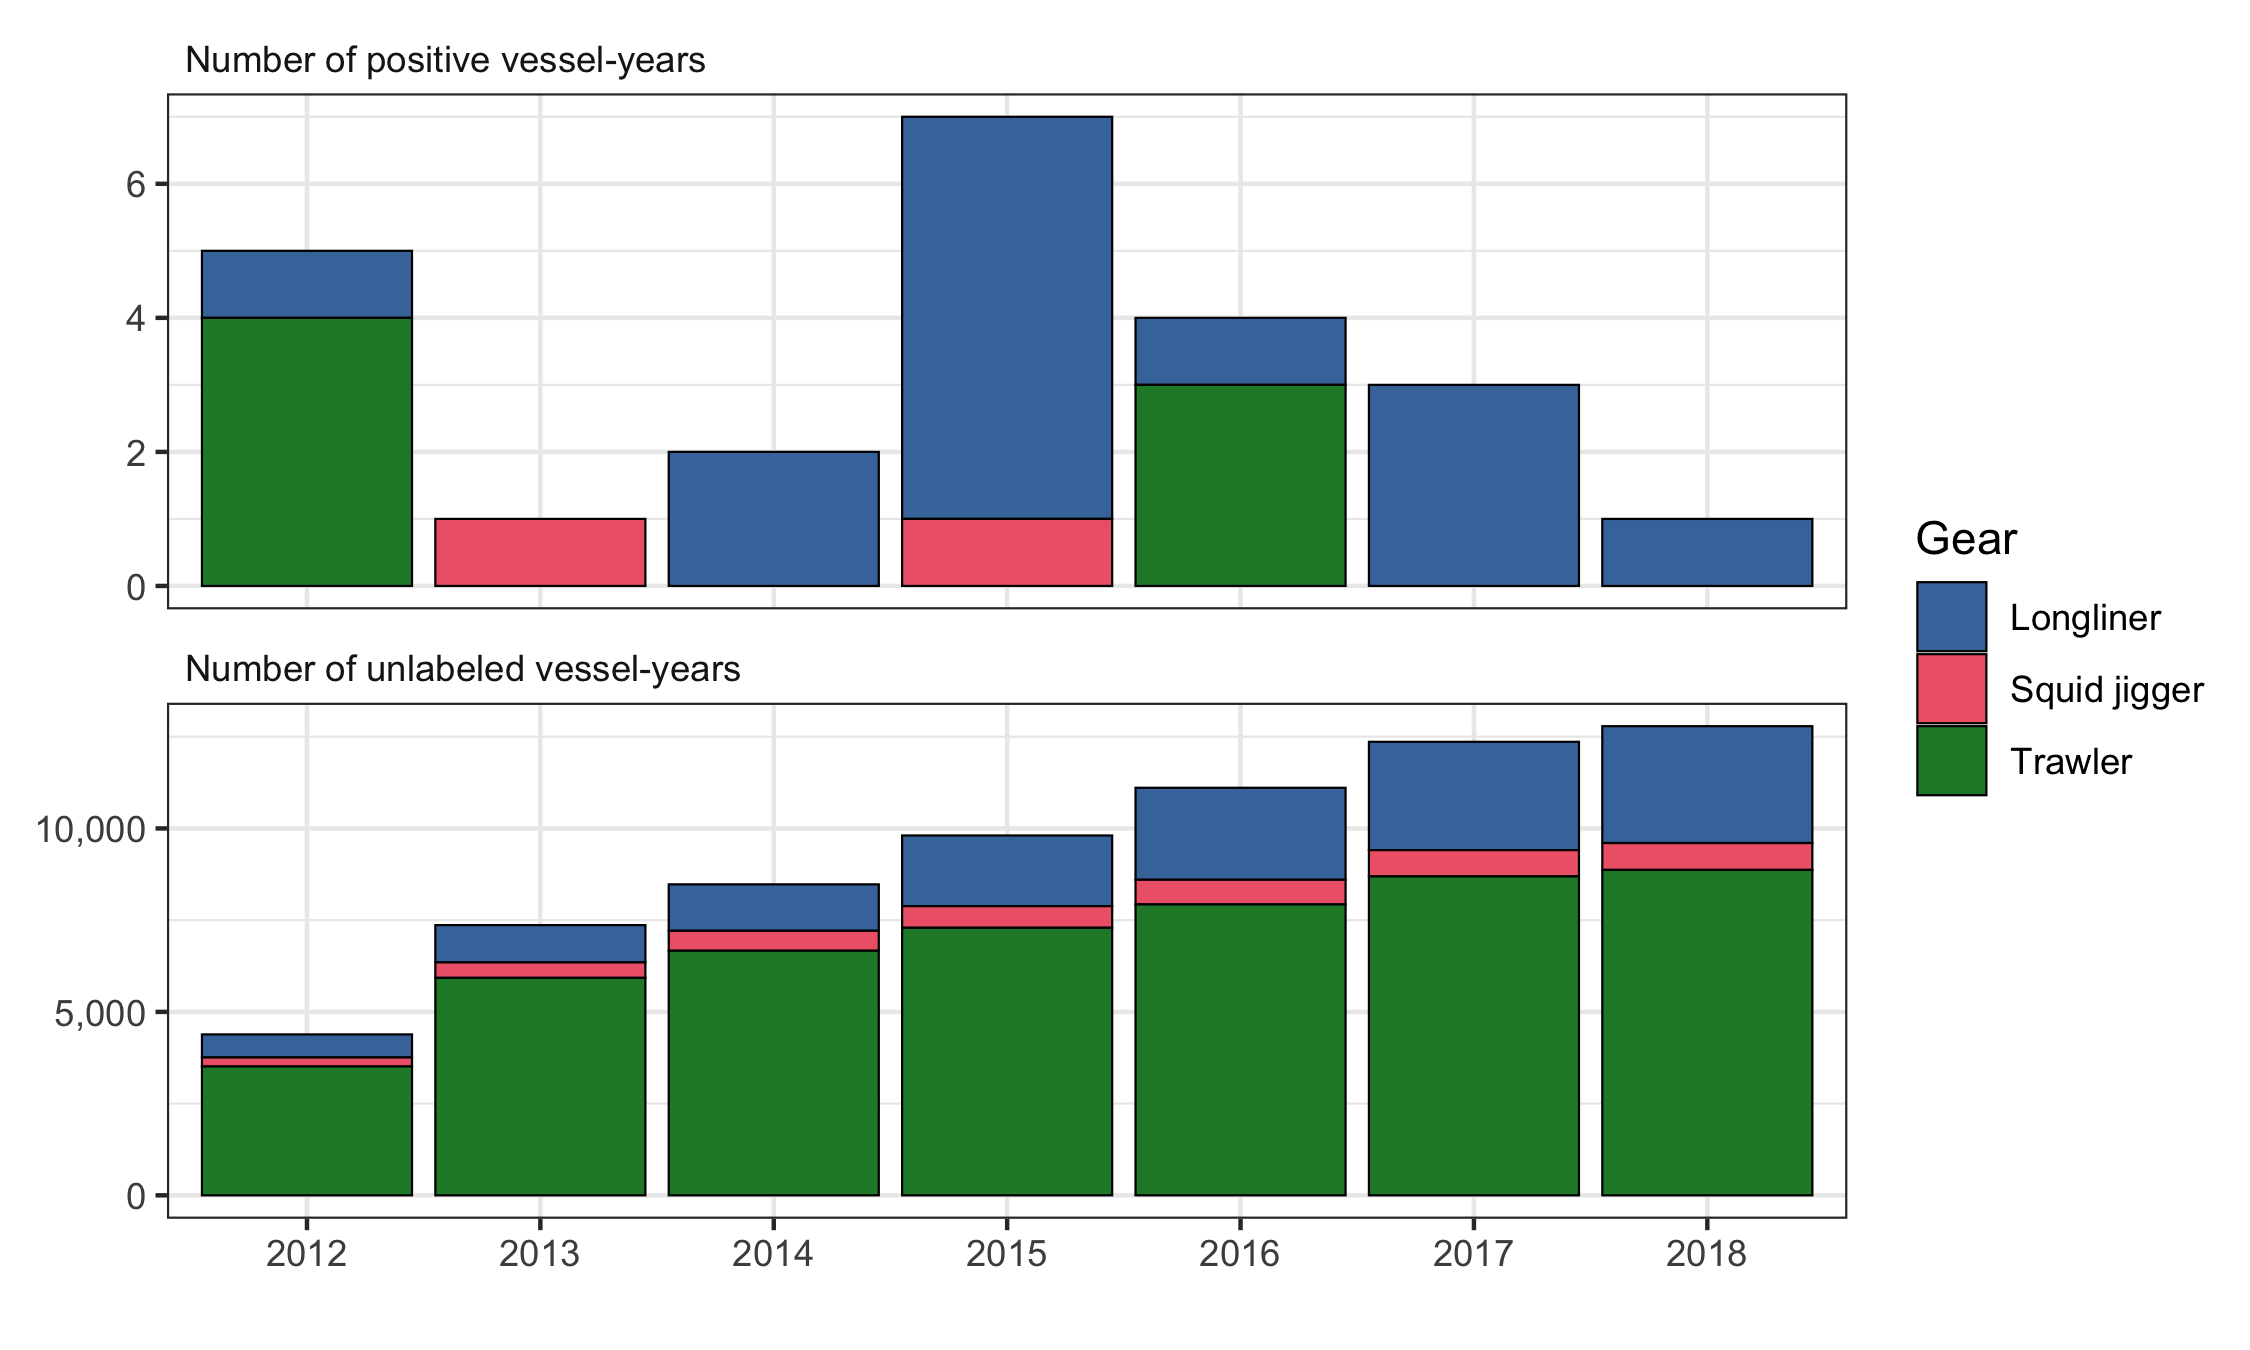 Number of positive vessel-years
6
4
2
0
Number of unlabeled vessel-years
10,000
5,000
0
2012 2013 2014 2015 2016 2017 2018
Gear
Longliner
Squid jigger
Trawler